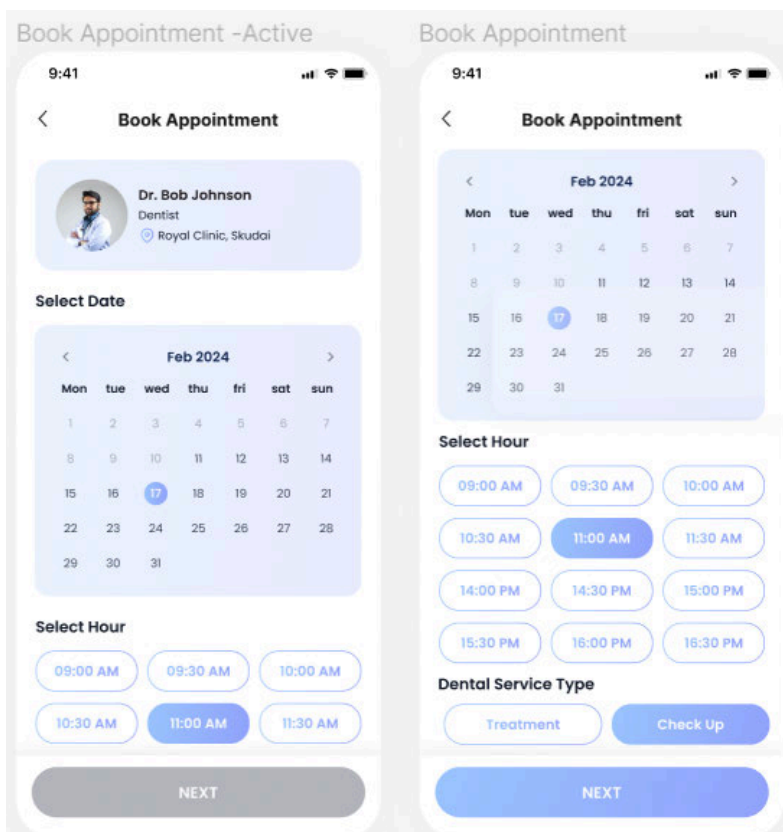 Book Appointment -Active
9:41
Book Appointment
Dr. Bob Johnson
Dentist
Royal Clinic, Skudai
Select Date
Feb 2024
Mon tue wed thu fri sat sun
1 2 3 4 5 6 7
8 9 10 11 12 13 14
15 16 17 18 19 20 21
22 23 24 25 26 27 28
29 30 31
Select Hour
09:00 AM 09:30 AM 10:00 AM
10:30 AM 11:00 AM 11:30 AM
NEXT
Book Appointment
9:41
Book Appointment
Feb 2024
Mon tue wed thu fri sat sun
1 2 3 4 5 6 7
8 9 10 11 12 13 14
15 16 17 18 19 20 21
22 23 24 25 26 27 28
29 30 31
Select Hour
09:00 AM 09:30 AM 10:00 AM
10:30 AM 11:00 AM 11:30 AM
14:00 PM 14:30 PM 15:00 PM
15:30 PM 16:00 PM 16:30 PM
Dental Service Type
Treatment Check Up
NEXT